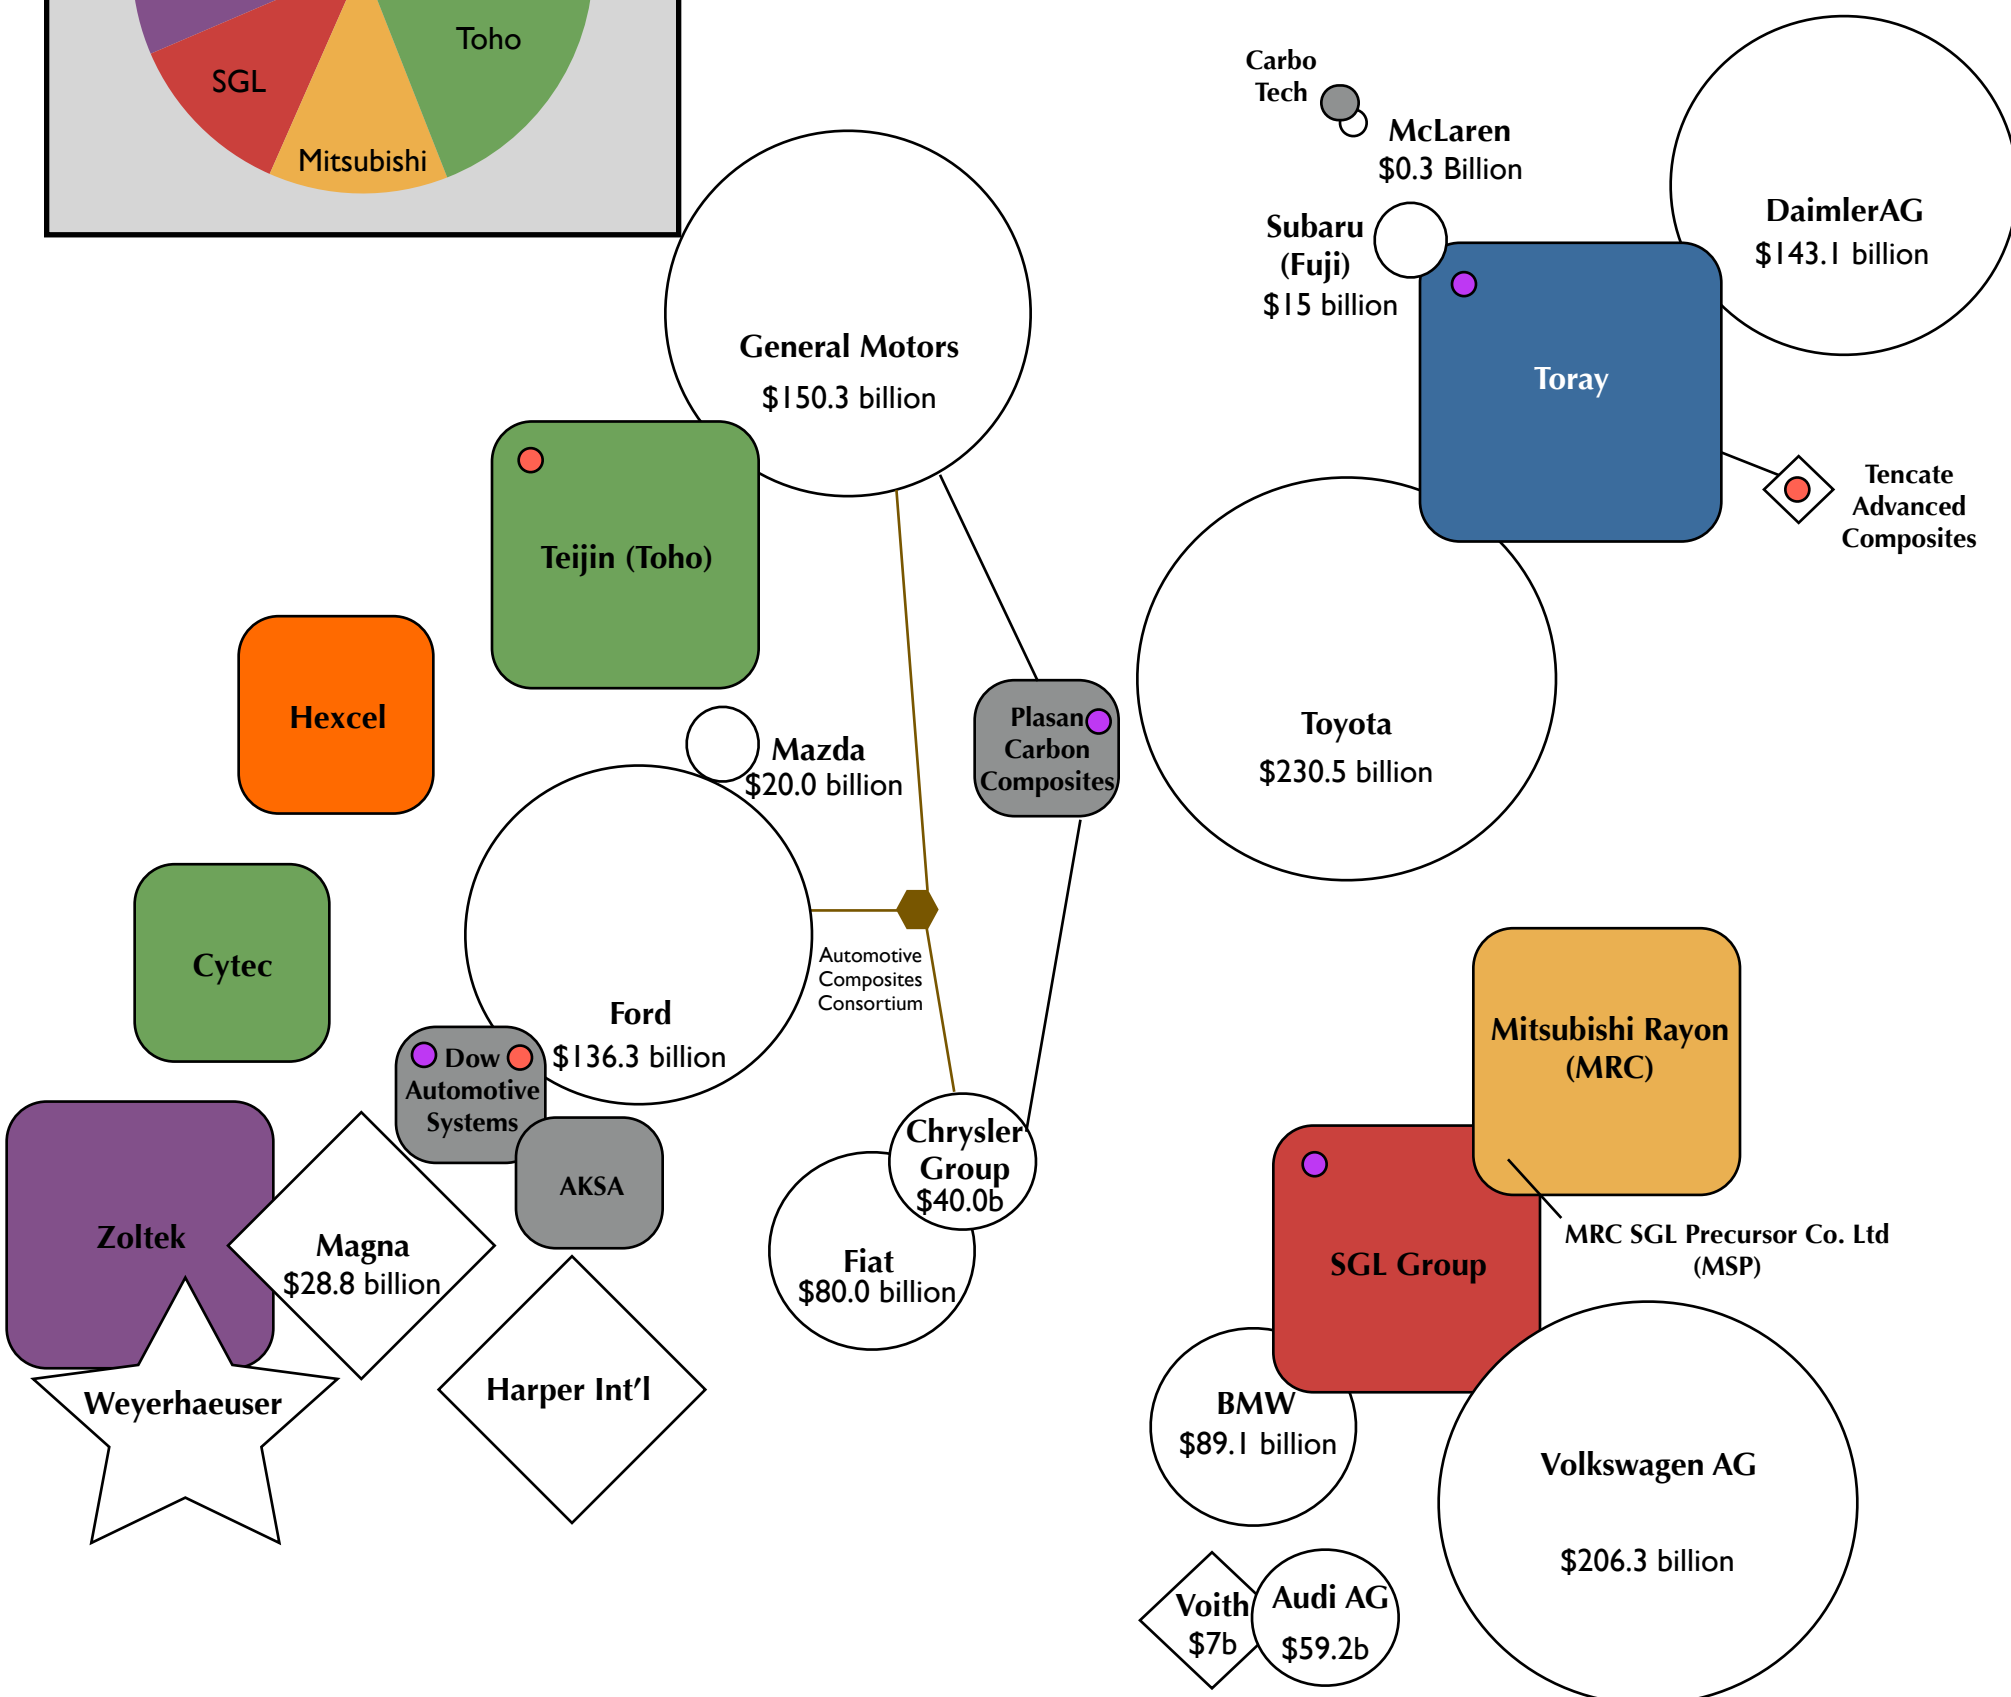 Toho
SGL
Mitsubishi
Carbo
Tech
McLaren
$0.3 Billion
DaimlerAG
$143.1 billion
Subaru
(Fuji)
$15 billion
General Motors
$150.3 billion
Toray
Tencate
Advanced
Composites
Teijin (Toho)
Hexcel
Mazda
$20.0 billion
Plasan
Carbon
Composites
Toyota
$230.5 billion
Cytec
Automotive
Composites
Consortium
Ford
$136.3 billion
Dow
Automotive
Systems
Mitsubishi Rayon
(MRC)
Chrysler
Group
$40.0b
AKSA
Zoltek
Magna
$28.8 billion
Fiat
$80.0 billion
MRC SGL Precursor Co. Ltd
(MSP)
SGL Group
Weyerhaeuser
Harper Int'l
BMW
$89.1 billion
Volkswagen AG
$206.3 billion
Voith
$7b
Audi AG
$59.2b